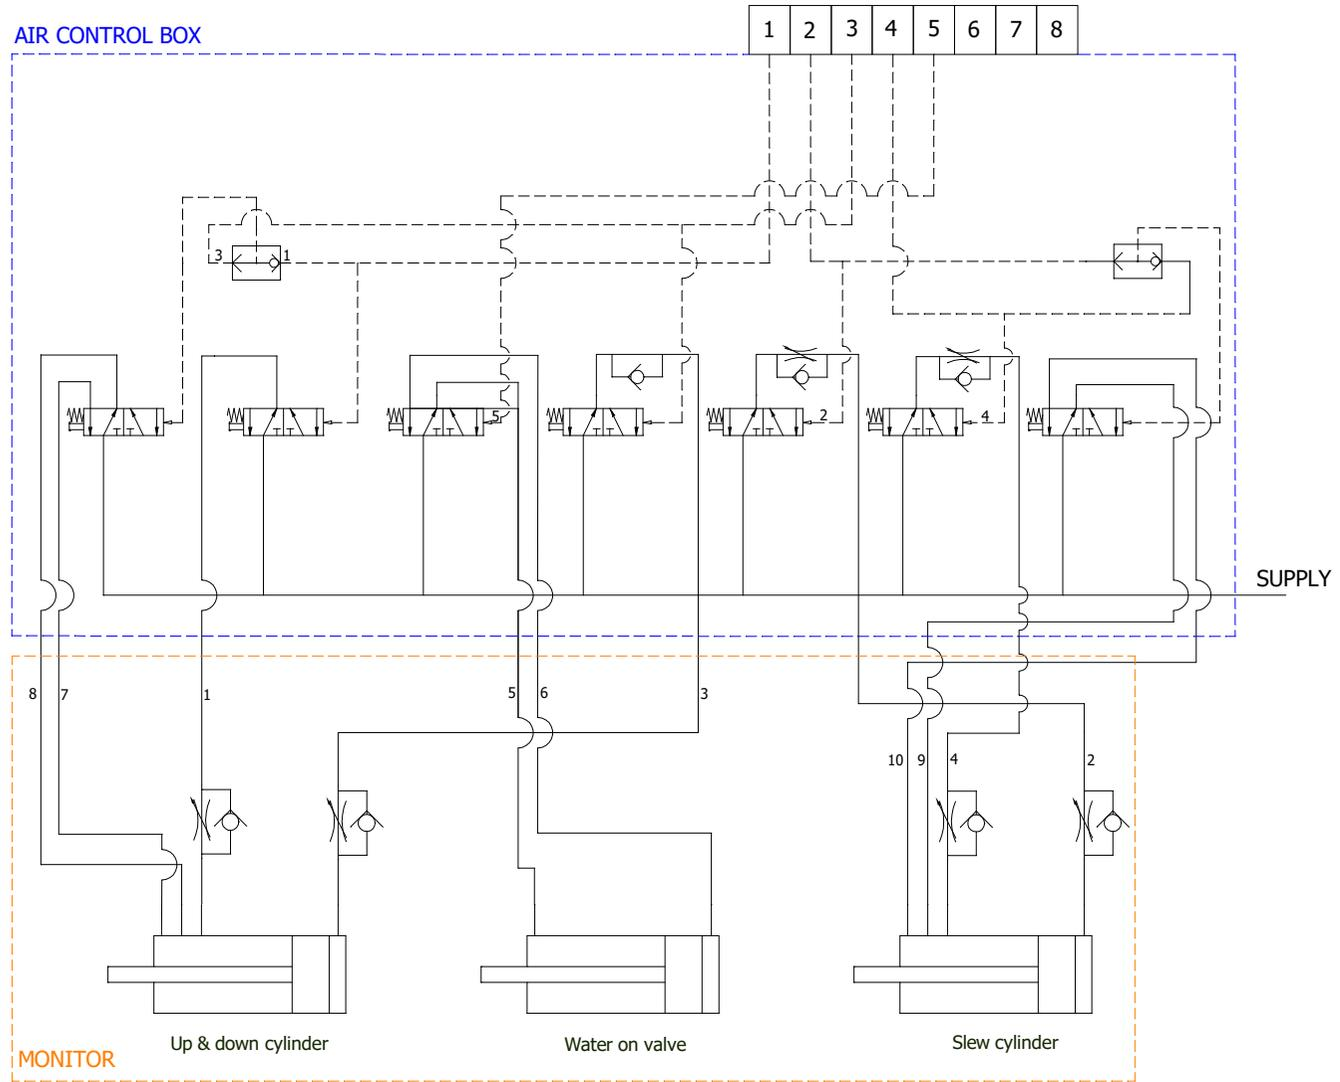 AIR CONTROL BOX
1 2 3 4 5 6 7 8
3 1
5 2 4
SUPPLY
8 7 1 5 6 3
10 9 4 2
Up & down cylinder Water on valve Slew cylinder
MONITOR